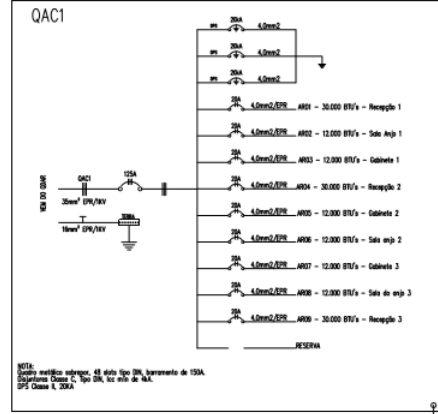 QAC1
DPS 20kA 4,0mm2
DPS 20kA 4,0mm2
DPS 20kA 4,0mm2
20A 4,0mm2/EPR AR01 - 30.000 BTU's - Recepção 1
20A 4,0mm2/EPR AR02 - 12.000 BTU's - Sala Anjo 1
20A 4,0mm2/EPR AR03 - 12.000 BTU's - Gabinete 1
20A 4,0mm2/EPR AR04 - 30.000 BTU's - Recepção 2
20A 4,0mm2/EPR AR05 - 12.000 BTU's - Gabinete 2
20A 4,0mm2/EPR AR06 - 12.000 BTU's - Sala anjo 2
20A 4,0mm2/EPR AR07 - 12.000 BTU's - Gabinete 3
20A 4,0mm2/EPR AR08 - 12.000 BTU's - Sala do anjo 3
20A 4,0mm2/EPR AR09 - 30.000 BTU's - Recepção 3
RESERVA
VEM DO QGAR
QAC1 125A
35mm² EPR/1KV
T TERRA
16mm² EPR/1KV
NOTA:
Quadro metálico sobrepor, 48 slots tipo DIN, barramento de 150A.
Disjuntores Classe C, Tipo DIN, Icc mín de 4kA.
DPS Classe II, 20KA